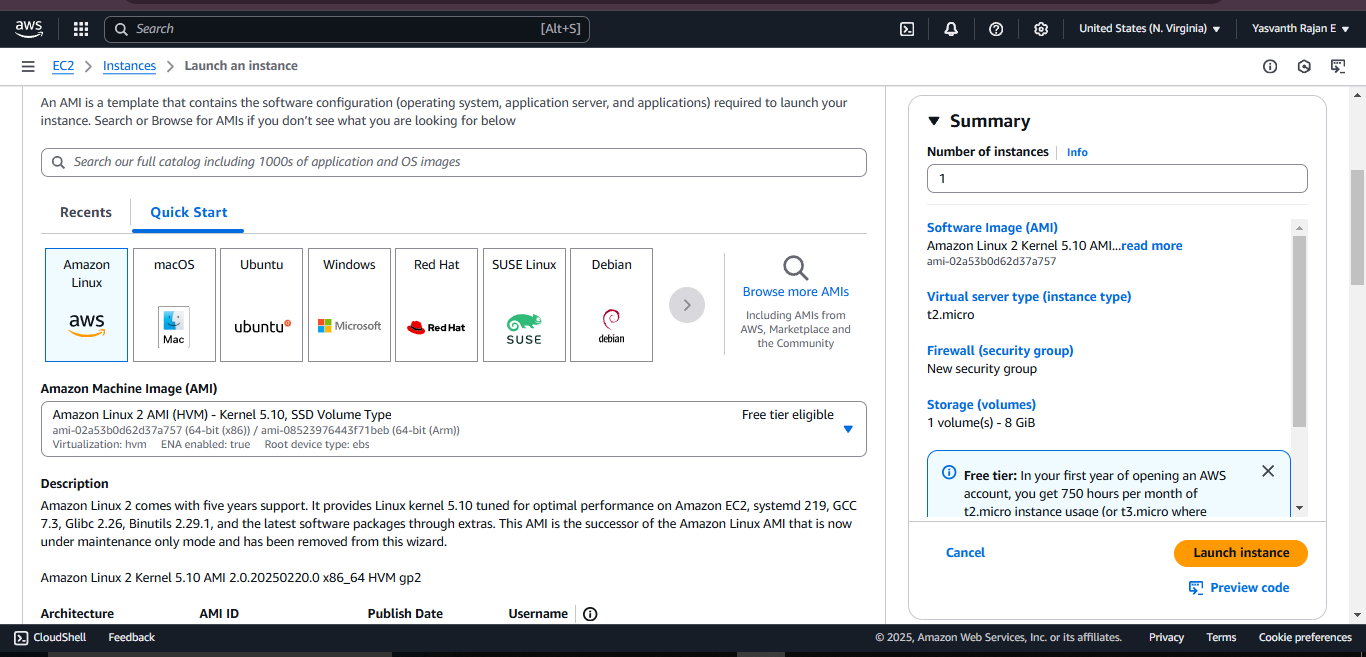 aws
Search
[Alt+S]
United States (N. Virginia)
Yasvanth Rajan E
EC2
Instances
Launch an instance
An AMI is a template that contains the software configuration (operating system, application server, and applications) required to launch your
instance. Search or Browse for AMIs if you don’t see what you are looking for below
Search our full catalog including 1000s of application and OS images
Recents
Quick Start
Amazon
Linux
aws
macOS
Mac
Ubuntu
ubuntu
Windows
Microsoft
Red Hat
Red Hat
SUSE Linux
SUSE
Debian
debian
Browse more AMIs
Including AMIs from
AWS, Marketplace and
the Community
Amazon Machine Image (AMI)
Amazon Linux 2 AMI (HVM) - Kernel 5.10, SSD Volume Type
Free tier eligible
ami-02a53b0d62d37a757 (64-bit (x86)) / ami-08523976443f71beb (64-bit (Arm))
Virtualization: hvm ENA enabled: true Root device type: ebs
Description
Amazon Linux 2 comes with five years support. It provides Linux kernel 5.10 tuned for optimal performance on Amazon EC2, systemd 219, GCC
7.3, Glibc 2.26, Binutils 2.29.1, and the latest software packages through extras. This AMI is the successor of the Amazon Linux AMI that is now
under maintenance only mode and has been removed from this wizard.
Amazon Linux 2 Kernel 5.10 AMI 2.0.20250220.0 x86_64 HVM gp2
Architecture
AMI ID
Publish Date
Username
Summary
Number of instances
Info
1
Software Image (AMI)
Amazon Linux 2 Kernel 5.10 AMI...read more
ami-02a53b0d62d37a757
Virtual server type (instance type)
t2.micro
Firewall (security group)
New security group
Storage (volumes)
1 volume(s) - 8 GiB
Free tier: In your first year of opening an AWS
account, you get 750 hours per month of
t2.micro instance usage (or t3.micro where
Cancel
Launch instance
Preview code
CloudShell
Feedback
© 2025, Amazon Web Services, Inc. or its affiliates.
Privacy
Terms
Cookie preferences